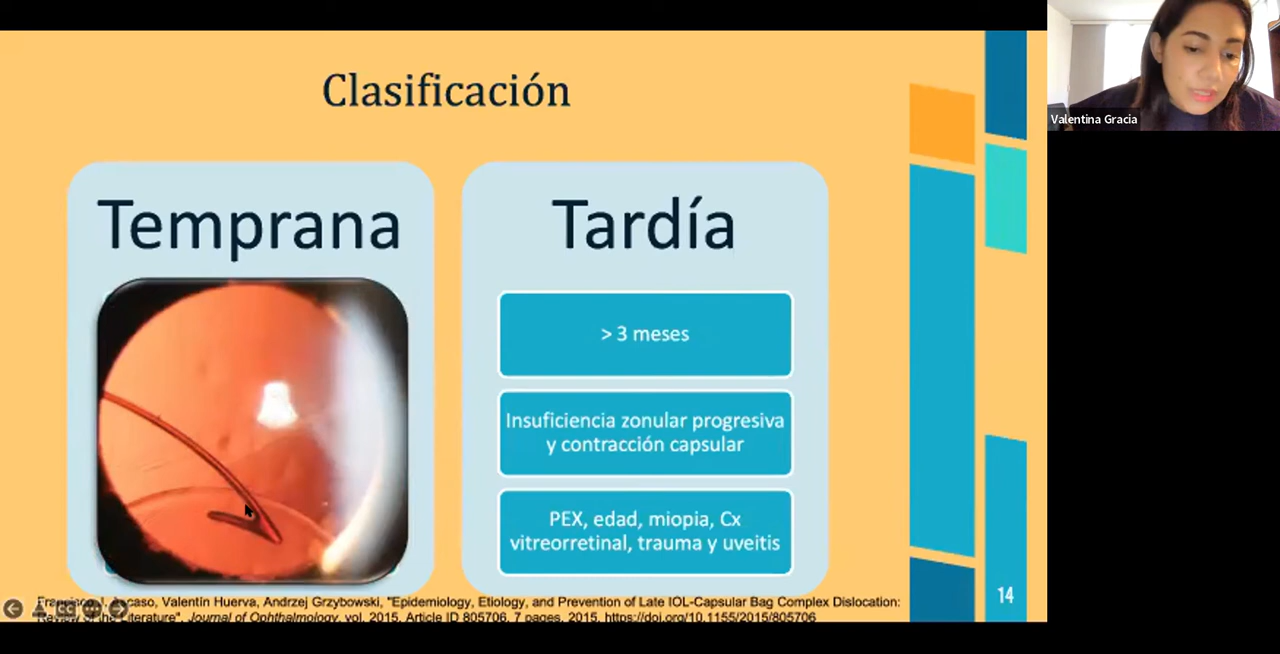 Clasificación
Valentina Gracia
Temprana
Tardía
> 3 meses
Insuficiencia zonular progresiva
y contracción capsular
PEX, edad, miopia, Cx
vitreorretinal, trauma y uveitis
14
Valentín Huerva, Andrzej Grzybowski, "Epidemiology, Etiology, and Prevention of Late IOL-Capsular Bag Complex Dislocation:
Literature", Journal of Ophthalmology, vol. 2015, Article ID 805706, 7 pages, 2015. https://doi.org/10.1155/2015/805706